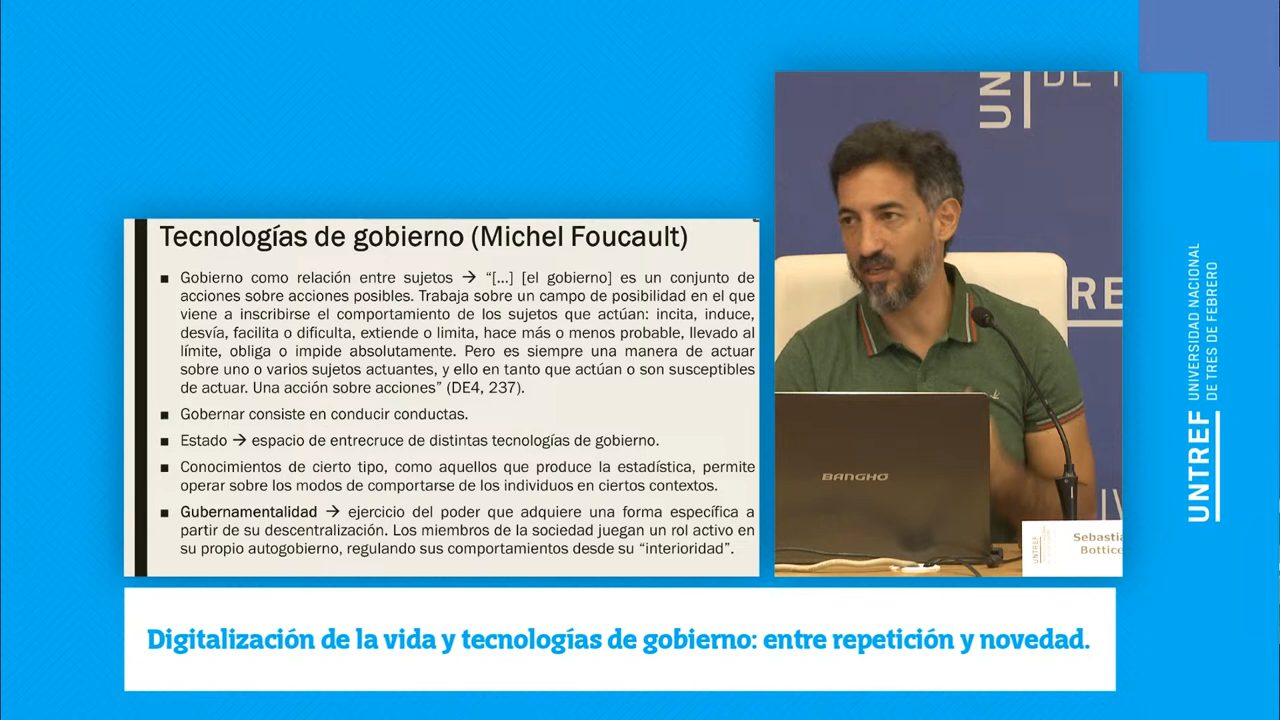 Tecnologías de gobierno (Michel Foucault)
▪ Gobierno como relación entre sujetos → “[...] [el gobierno] es un conjunto de
acciones sobre acciones posibles. Trabaja sobre un campo de posibilidad en el que
viene a inscribirse el comportamiento de los sujetos que actúan: incita, induce,
desvía, facilita o dificulta, extiende o limita, hace más o menos probable, llevado al
límite, obliga o impide absolutamente. Pero es siempre una manera de actuar
sobre uno o varios sujetos actuantes, y ello en tanto que actúan o son susceptibles
de actuar. Una acción sobre acciones” (DE4, 237).
▪ Gobernar consiste en conducir conductas.
▪ Estado → espacio de entrecruce de distintas tecnologías de gobierno.
▪ Conocimientos de cierto tipo, como aquellos que produce la estadística, permite
operar sobre los modos de comportarse de los individuos en ciertos contextos.
▪ Gubernamentalidad → ejercicio del poder que adquiere una forma específica a
partir de su descentralización. Los miembros de la sociedad juegan un rol activo en
su propio autogobierno, regulando sus comportamientos desde su “interioridad”.
UN
DE T
RE
IV
BANGHO
UNTREF
Sebastia
Bottic
Digitalización de la vida y tecnologías de gobierno: entre repetición y novedad.
UNTREF
UNIVERSIDAD NACIONAL
DE TRES DE FEBRERO